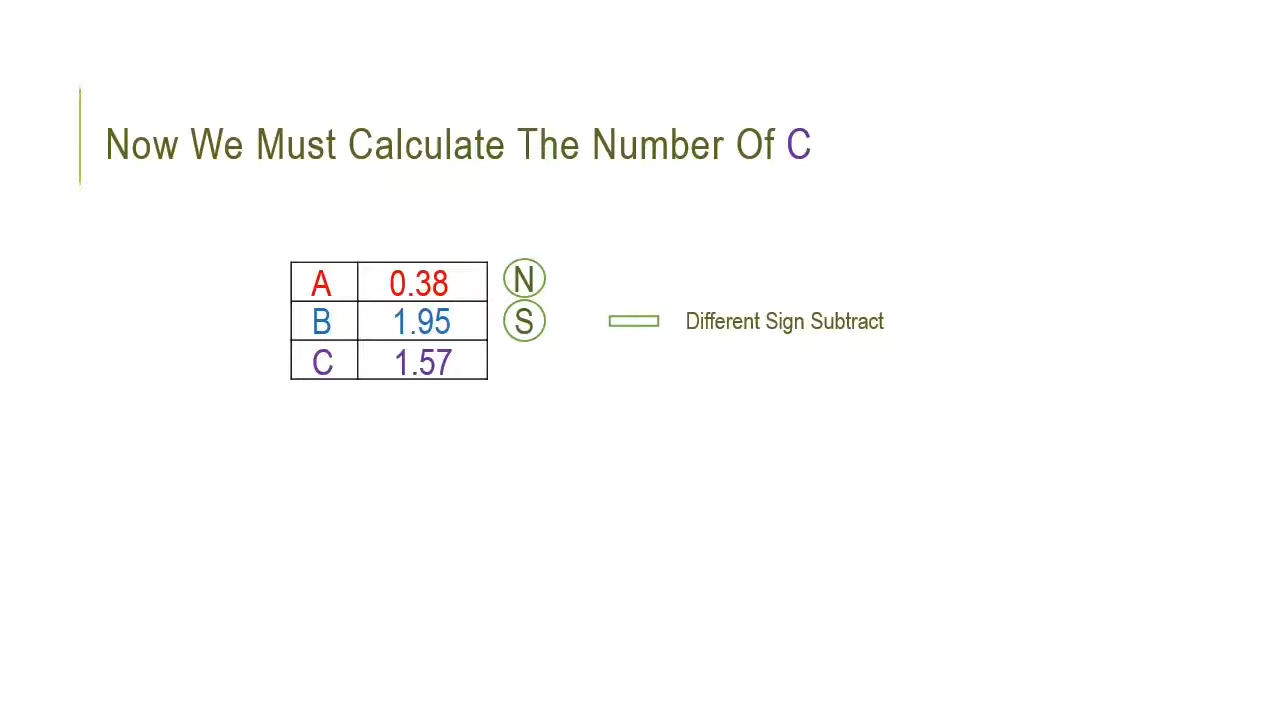 Now We Must Calculate The Number Of C
A 0.38 N
B 1.95 S Different Sign Subtract
C 1.57